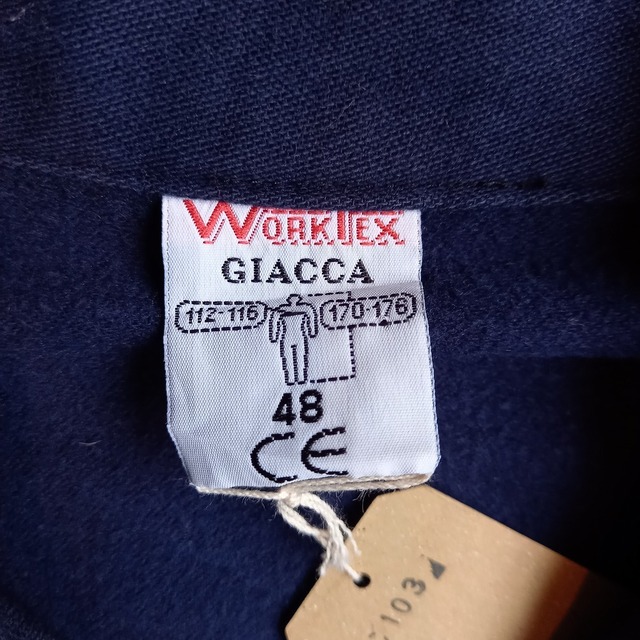 WORKTEX
GIACCA
112-116 170-176
48
CE
103